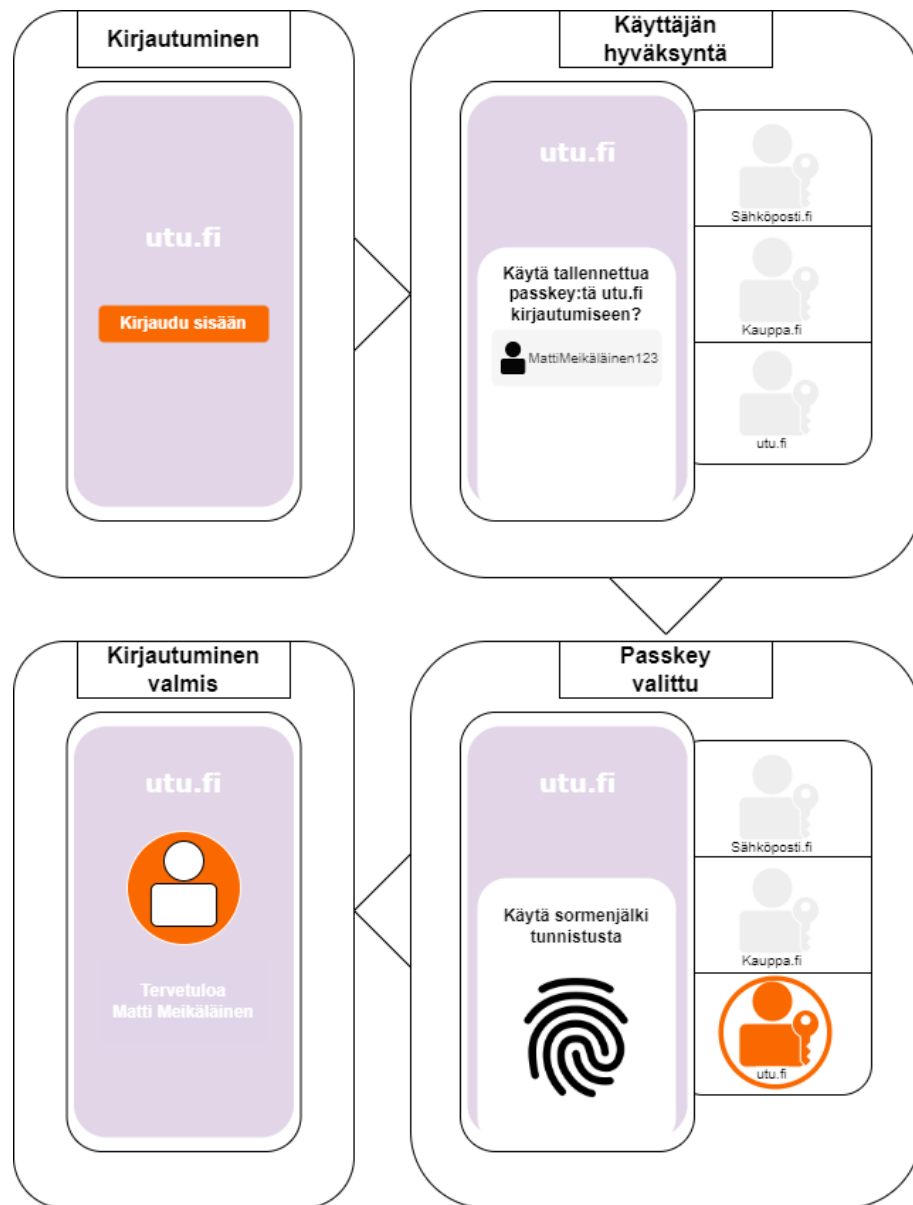 Kirjautuminen
utu.fi
Kirjaudu sisään
Käyttäjän
hyväksyntä
utu.fi
Käytä tallennettua
passkey:tä utu.fi
kirjautumiseen?
MattiMeikäläinen123
Sähköposti.fi
Kauppa.fi
utu.fi
Passkey
valittu
utu.fi
Käytä sormenjälki
tunnistusta
Sähköposti.fi
Kauppa.fi
utu.fi
Kirjautuminen
valmis
utu.fi
Tervetuloa
Matti Meikäläinen